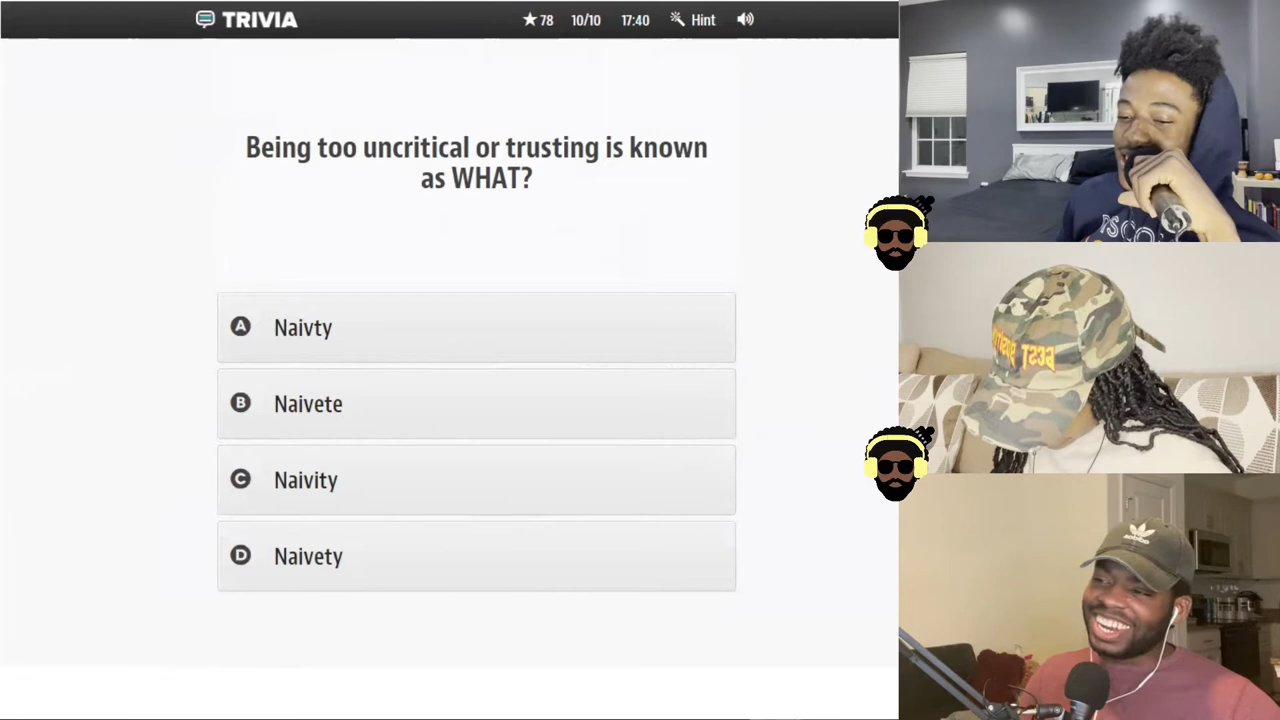 TRIVIA
78
10/10
17:40
Hint
Being too uncritical or trusting is known
as WHAT?
A Naivty
B Naivete
C Naivity
D Naivety
adidas